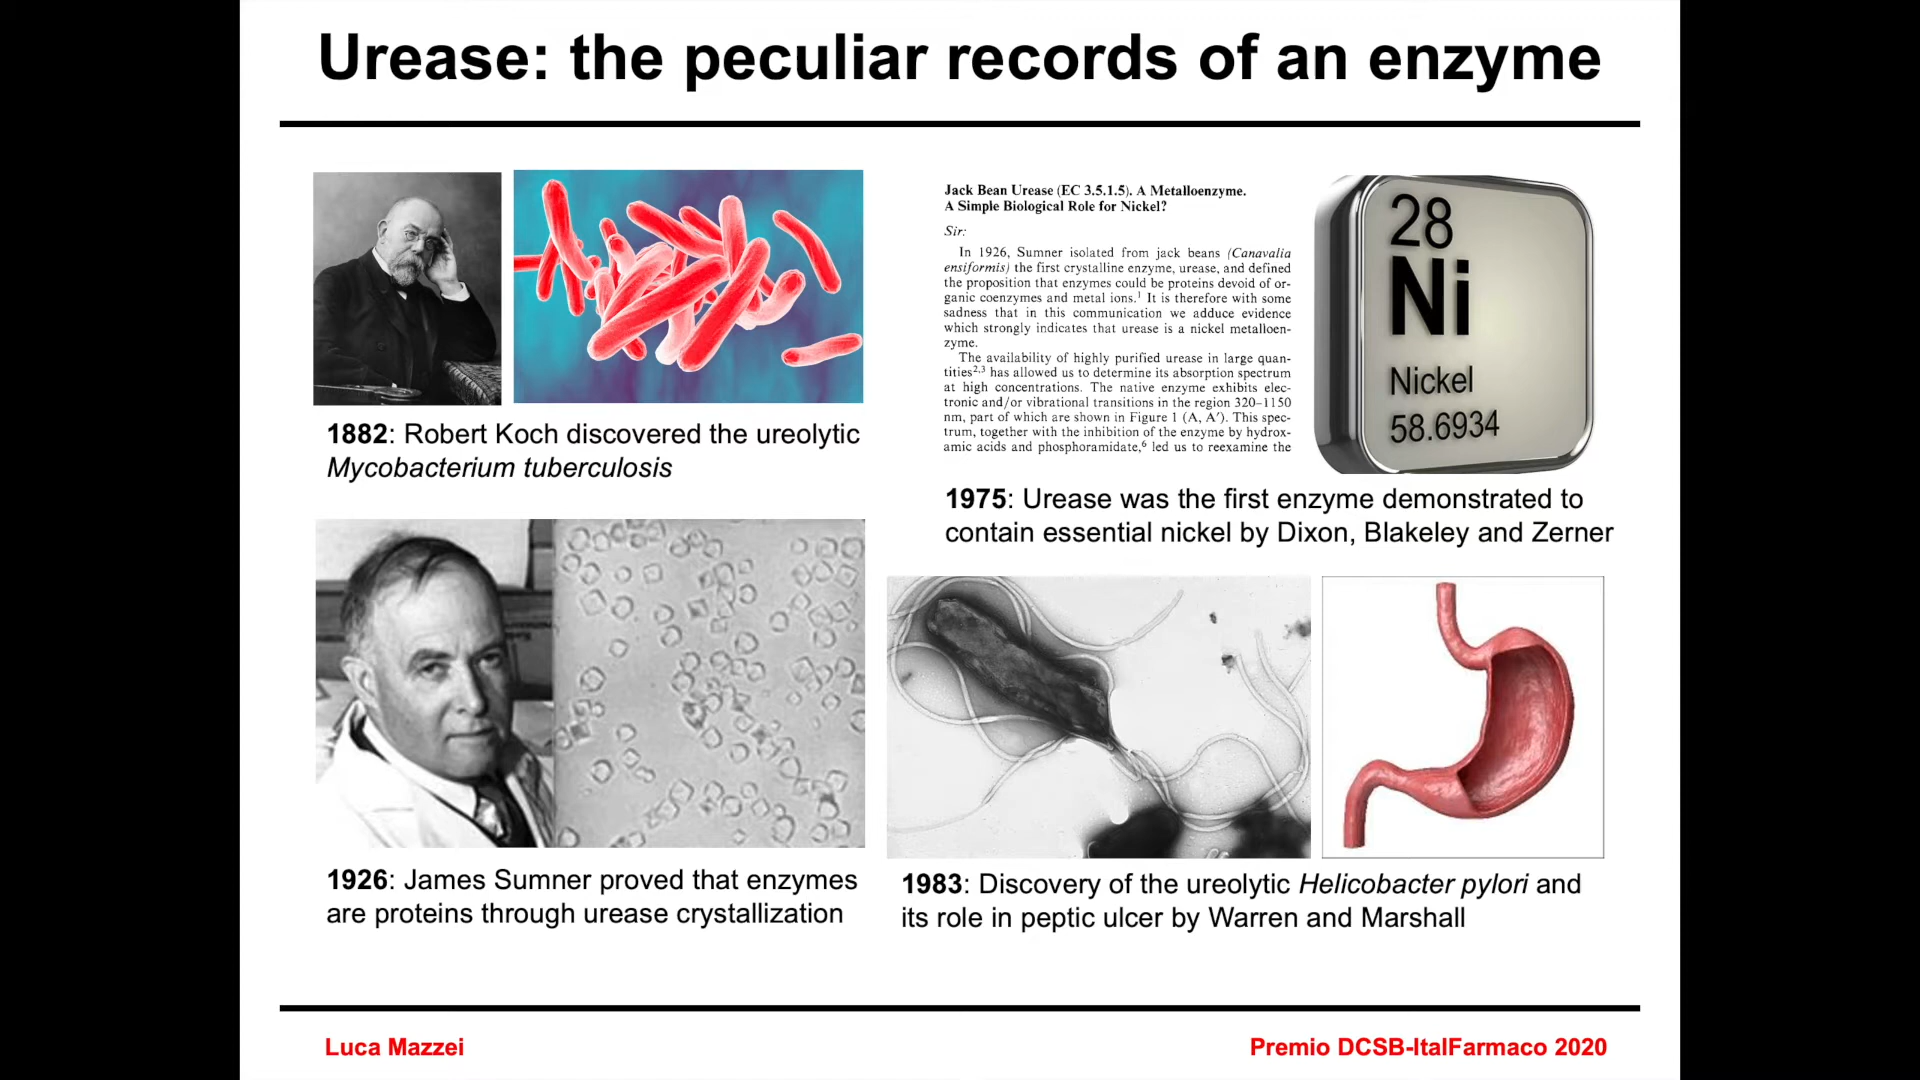 Urease: the peculiar records of an enzyme
1882: Robert Koch discovered the ureolytic
Mycobacterium tuberculosis
1926: James Sumner proved that enzymes
are proteins through urease crystallization
Jack Bean Urease (EC 3.5.1.5). A Metalloenzyme.
A Simple Biological Role for Nickel?
Sir:
In 1926, Sumner isolated from jack beans (Canavalia
ensiformis) the first crystalline enzyme, urease, and defined
the proposition that enzymes could be proteins devoid of or-
ganic coenzymes and metal ions.¹ It is therefore with some
sadness that in this communication we adduce evidence
which strongly indicates that urease is a nickel metalloen-
zyme.
The availability of highly purified urease in large quan-
tities²,³ has allowed us to determine its absorption spectrum
at high concentrations. The native enzyme exhibits elec-
tronic and/or vibrational transitions in the region 320–1150
nm, part of which are shown in Figure 1 (A, A′). This spec-
trum, together with the inhibition of the enzyme by hydrox-
amic acids and phosphoramidate,⁶ led us to reexamine the
28
Ni
Nickel
58.6934
1975: Urease was the first enzyme demonstrated to
contain essential nickel by Dixon, Blakeley and Zerner
1983: Discovery of the ureolytic Helicobacter pylori and
its role in peptic ulcer by Warren and Marshall
Luca Mazzei
Premio DCSB-ItalFarmaco 2020